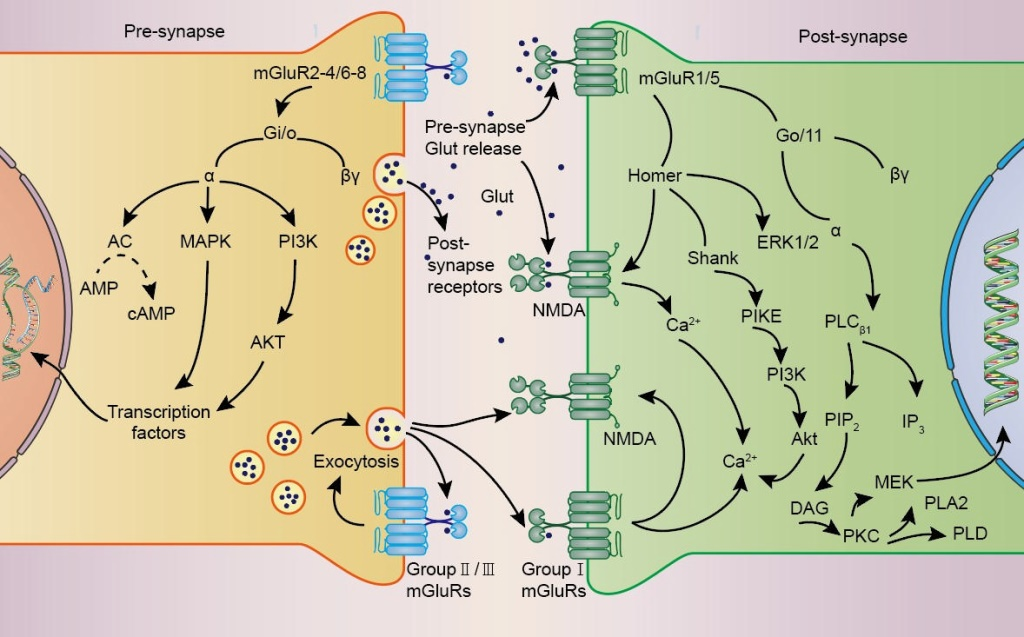 Pre-synapse
Post-synapse
mGluR2-4/6-8
mGluR1/5
Gi/o
Pre-synapse
Glut release
Go/11
α
βγ
Homer
βγ
Glut
AC
MAPK
PI3K
Post-
synapse
receptors
ERK1/2
α
Shank
AMP
cAMP
NMDA
Ca²⁺
PIKE
PLCβ1
AKT
PI3K
Transcription
factors
NMDA
Akt
PIP₂
IP₃
Exocytosis
Ca²⁺
MEK
DAG
PLA2
PKC
PLD
Group Ⅱ / Ⅲ
mGluRs
Group Ⅰ
mGluRs